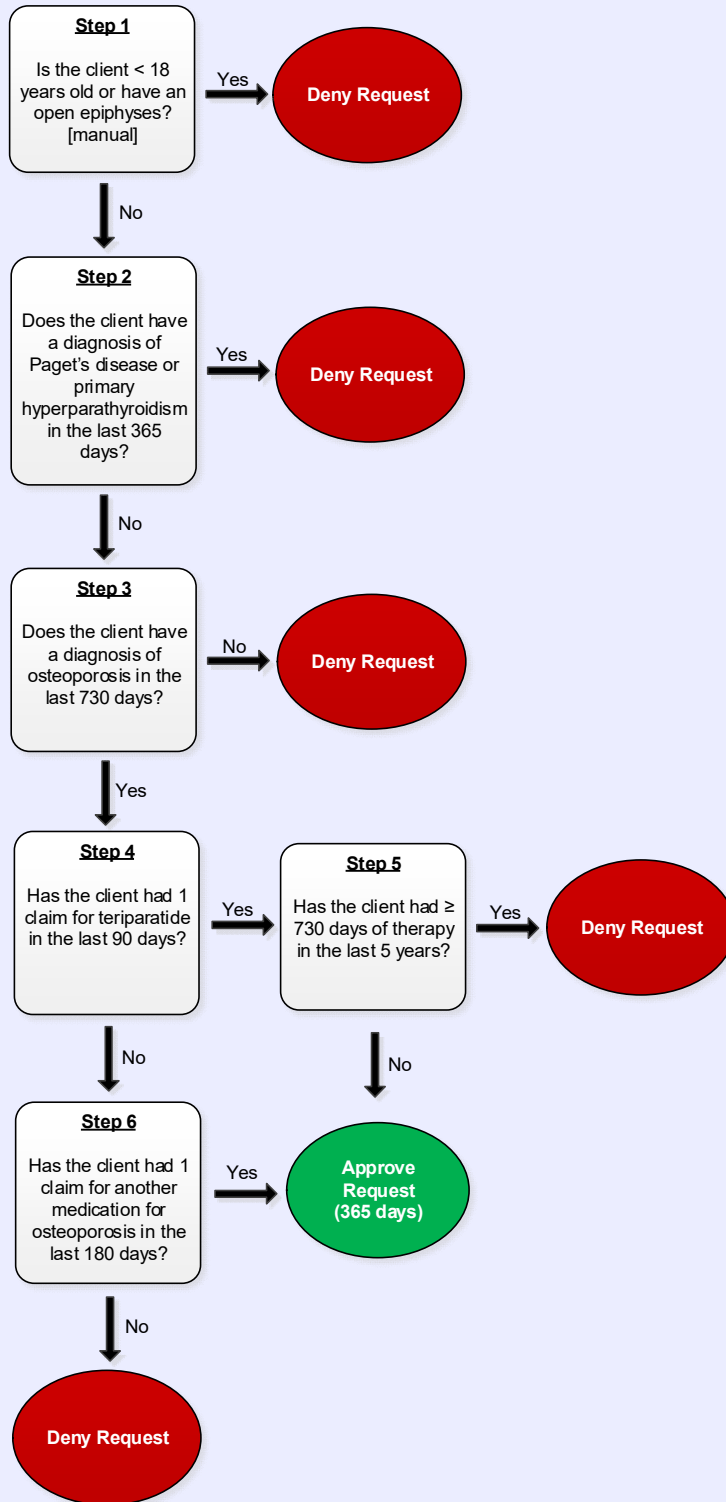 Step 1
Is the client < 18
years old or have an
open epiphyses?
[manual]
Yes
Deny Request
No
Step 2
Does the client have
a diagnosis of
Paget's disease or
primary
hyperparathyroidism
in the last 365
days?
Yes
Deny Request
No
Step 3
Does the client have
a diagnosis of
osteoporosis in the
last 730 days?
No
Deny Request
Yes
Step 4
Has the client had 1
claim for teriparatide
in the last 90 days?
Yes
Step 5
Has the client had ≥
730 days of therapy
in the last 5 years?
Yes
Deny Request
No
No
Step 6
Has the client had 1
claim for another
medication for
osteoporosis in the
last 180 days?
Yes
Approve
Request
(365 days)
No
Deny Request